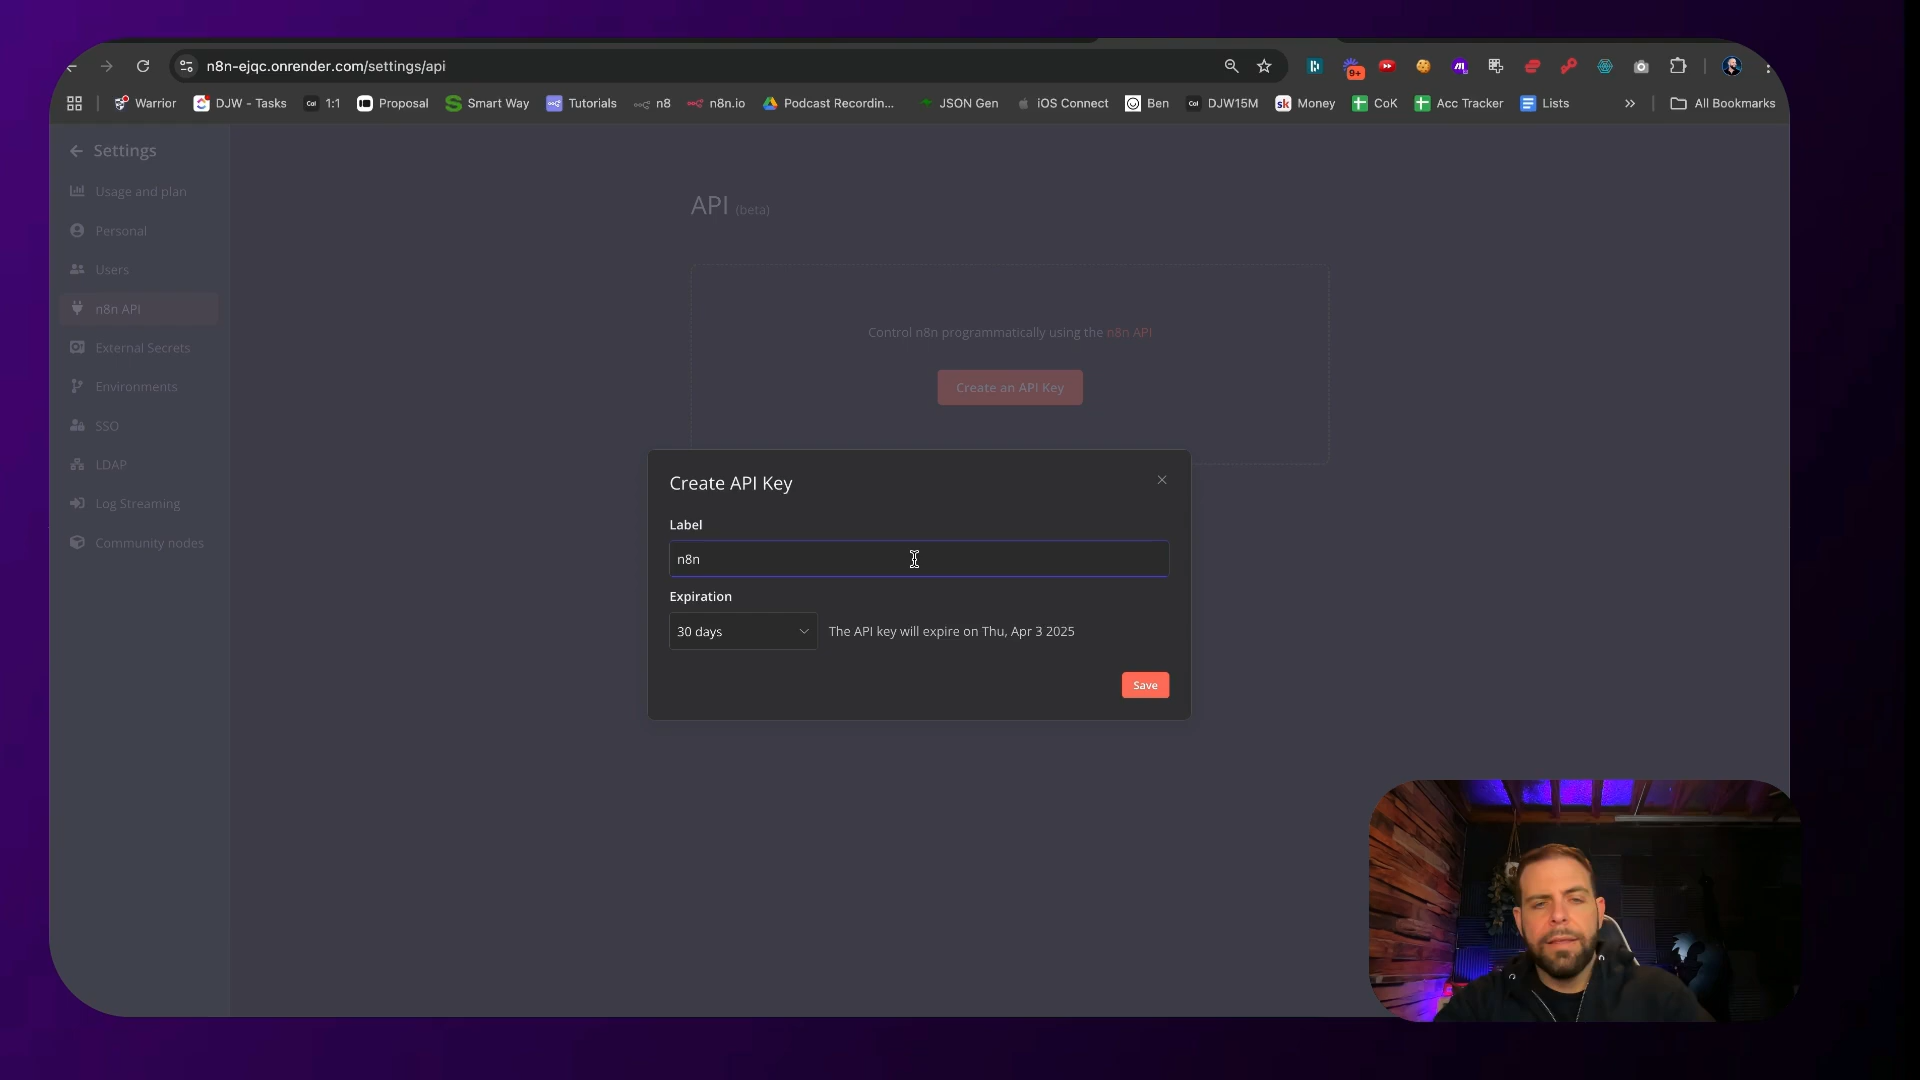 n8n-ejqc.onrender.com/settings/api
9+
Warrior DJW - Tasks Cal 1:1 Proposal Smart Way Tutorials n8 n8n.io Podcast Recordin... JSON Gen iOS Connect Ben Cal DJW15M sk Money CoK Acc Tracker Lists » All Bookmarks
Settings
Usage and plan
Personal
Users
n8n API
External Secrets
Environments
SSO
LDAP
Log Streaming
Community nodes
API (beta)
Control n8n programmatically using the n8n API
Create an API Key
Create API Key
Label
n8n
Expiration
30 days The API key will expire on Thu, Apr 3 2025
Save